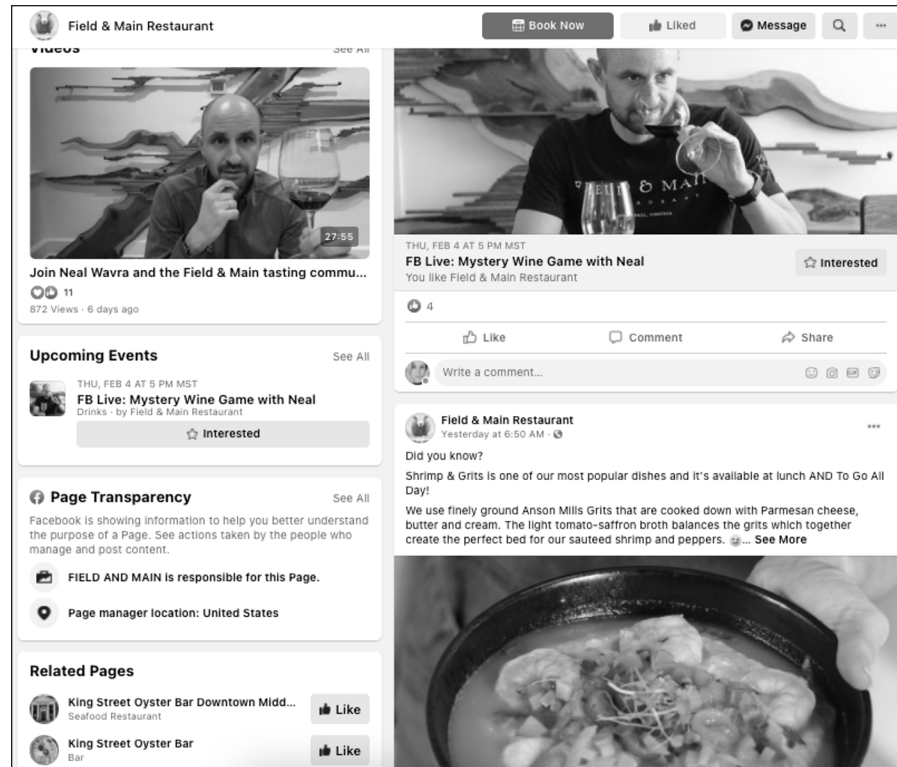 Field & Main Restaurant
Book Now
Liked
Message
Videos
See All
27:55
Join Neal Wavra and the Field & Main tasting commu...
11
872 Views · 6 days ago
Upcoming Events
See All
THU, FEB 4 AT 5 PM MST
FB Live: Mystery Wine Game with Neal
Drinks · by Field & Main Restaurant
Interested
Page Transparency
See All
Facebook is showing information to help you better understand
the purpose of a Page. See actions taken by the people who
manage and post content.
FIELD AND MAIN is responsible for this Page.
Page manager location: United States
Related Pages
King Street Oyster Bar Downtown Midd...
Seafood Restaurant
Like
King Street Oyster Bar
Bar
Like
FIELD & MAIN
THU, FEB 4 AT 5 PM MST
FB Live: Mystery Wine Game with Neal
You like Field & Main Restaurant
Interested
4
Like
Comment
Share
Write a comment...
GIF
Field & Main Restaurant
Yesterday at 6:50 AM ·
Did you know?
Shrimp & Grits is one of our most popular dishes and it's available at lunch AND To Go All
Day!
We use finely ground Anson Mills Grits that are cooked down with Parmesan cheese,
butter and cream. The light tomato-saffron broth balances the grits which together
create the perfect bed for our sauteed shrimp and peppers. ... See More